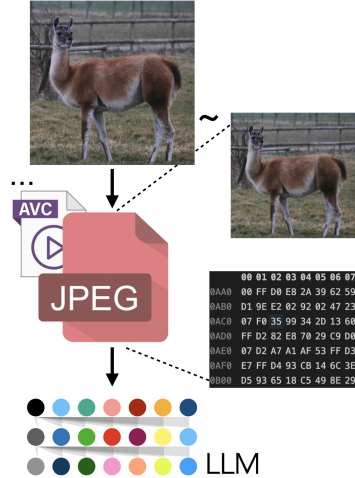 ~
...
AVC
JPEG
00 01 02 03 04 05 06 07
0AA0 00 FF D0 E8 2A 39 62 59
0AB0 D1 9E E2 02 92 02 47 23
0AC0 07 F0 35 99 34 2D 13 60
0AD0 FF D2 82 E8 70 29 C9 D0
0AE0 07 D2 A7 A1 AF 53 FF D3
0AF0 E7 FF D4 93 CB 14 6C 3E
0B00 D5 93 65 18 C5 49 8E 29
LLM